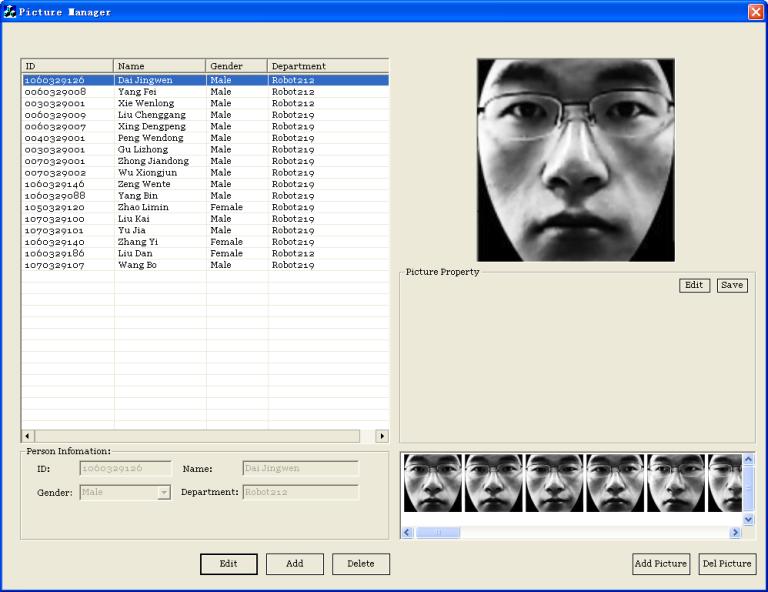 Picture Manager
ID Name Gender Department
1060329126 Dai Jingwen Male Robot212
0060329008 Yang Fei Male Robot212
0030329001 Xie Wenlong Male Robot212
0060329009 Liu Chenggang Male Robot219
0060329007 Xing Dengpeng Male Robot219
0040329001 Peng Wendong Male Robot219
0030329001 Gu Lizhong Male Robot219
0070329001 Zhong Jiandong Male Robot219
0070329002 Wu Xiongjun Male Robot219
1060329146 Zeng Wente Male Robot219
1060329088 Yang Bin Male Robot219
1050329120 Zhao Limin Female Robot219
1070329100 Liu Kai Male Robot219
1070329101 Yu Jia Male Robot219
1060329140 Zhang Yi Female Robot219
1060329186 Liu Dan Female Robot212
1070329107 Wang Bo Male Robot219
Picture Property
Edit Save
Person Infomation:
ID: 1060329126 Name: Dai Jingwen
Gender: Male Department: Robot212
Edit Add Delete
Add Picture Del Picture